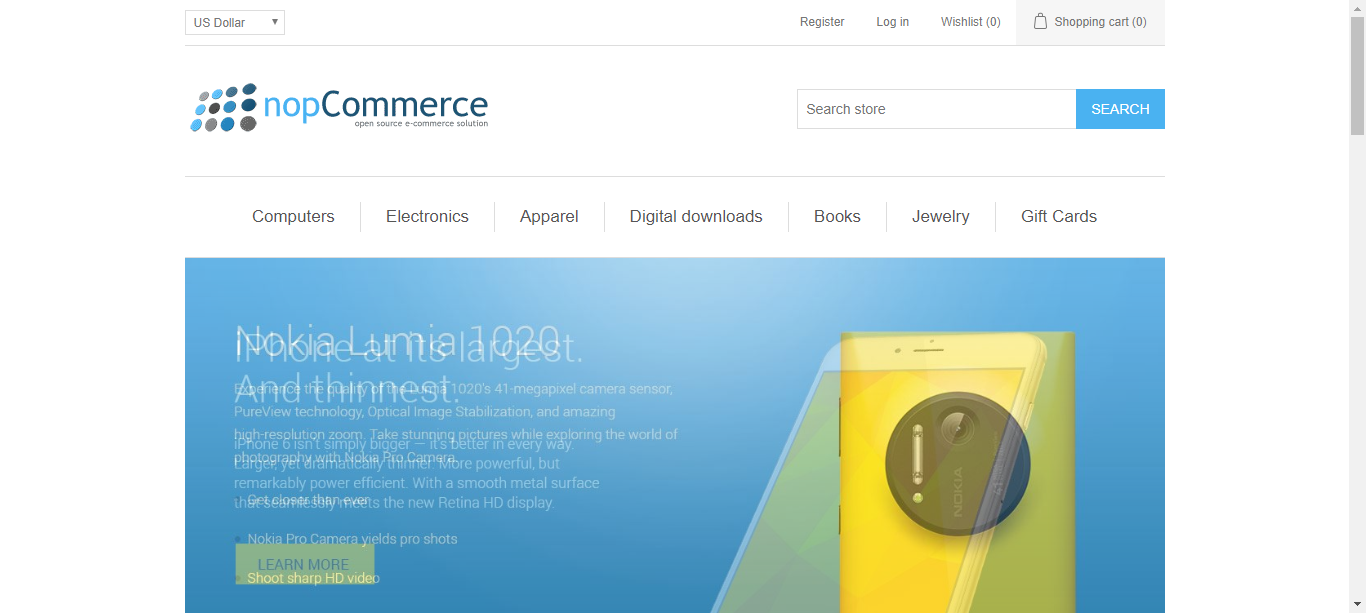 US Dollar
Register
Log in
Wishlist (0)
Shopping cart (0)
nopCommerce
open source e-commerce solution
Search store
SEARCH
Computers
Electronics
Apparel
Digital downloads
Books
Jewelry
Gift Cards
Nokia Lumia 1020
iPhone at its largest.
And thinnest.
Experience the quality of the Lumia 1020's 41-megapixel camera sensor,
PureView technology, Optical Image Stabilization, and amazing
high-resolution zoom. Take stunning pictures while exploring the world of
photography with Nokia Pro Camera.
iPhone 6 isn't simply bigger — it's better in every way.
Larger, yet dramatically thinner. More powerful, but
remarkably power efficient. With a smooth metal surface
that seamlessly meets the new Retina HD display.
Get closer than ever
Nokia Pro Camera yields pro shots
LEARN MORE
Shoot sharp HD video
NOKIA